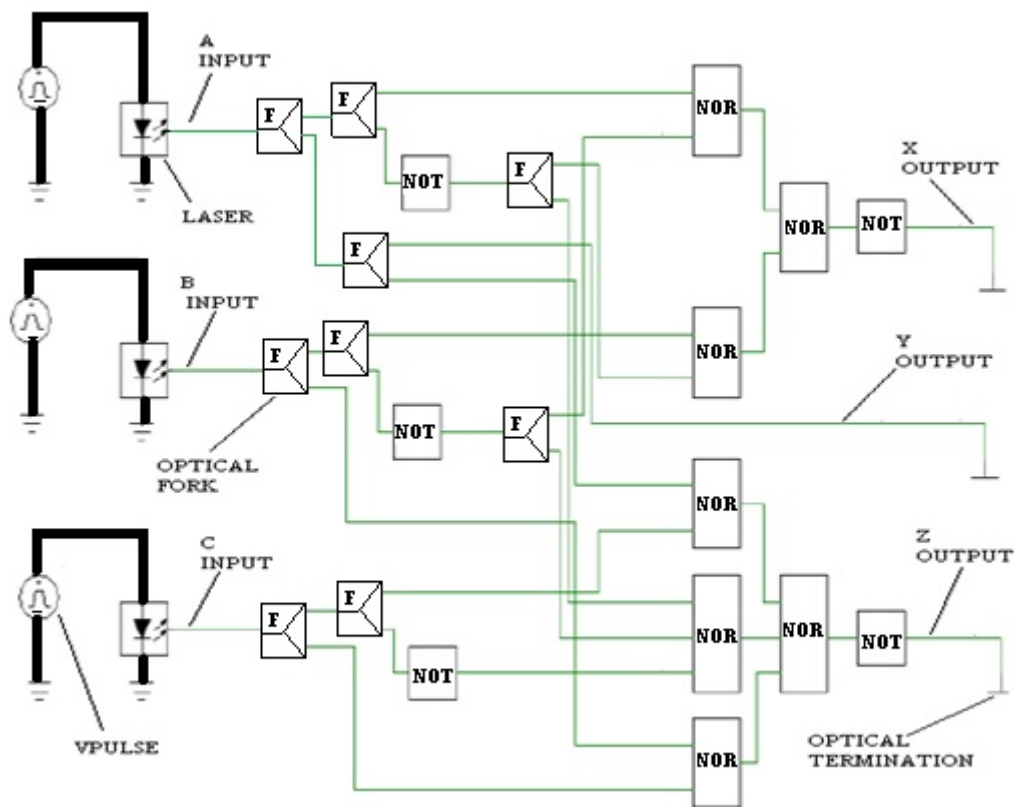 A
INPUT
F
F
NOR
NOT
F
X
OUTPUT
LASER
NOR
NOT
F
B
INPUT
F
F
NOR
Y
OUTPUT
NOT
F
OPTICAL
FORK
NOR
C
INPUT
Z
OUTPUT
F
F
NOR
NOR
NOT
NOT
NOR
VPULSE
OPTICAL
TERMINATION